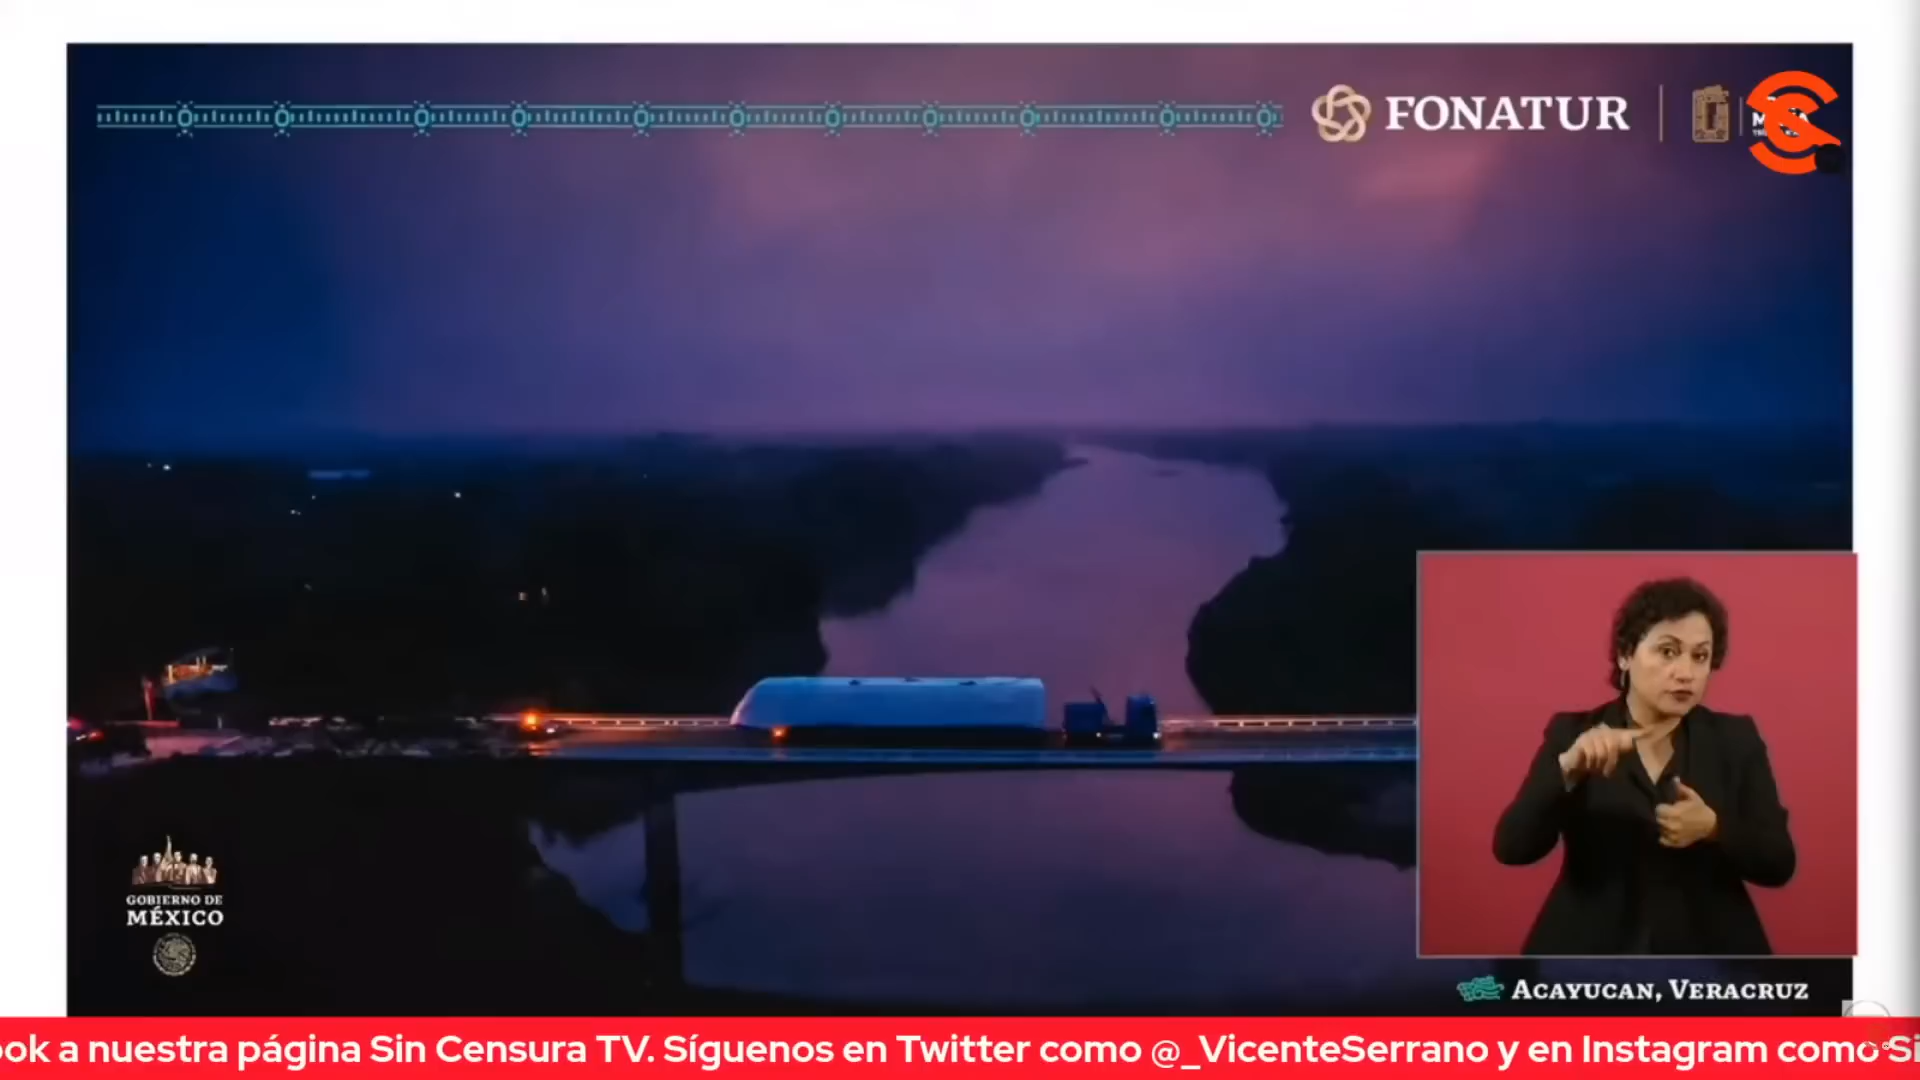 FONATUR
GOBIERNO DE
MÉXICO
ACAYUCAN, VERACRUZ
ook a nuestra página Sin Censura TV. Síguenos en Twitter como @_VicenteSerrano y en Instagram como Si